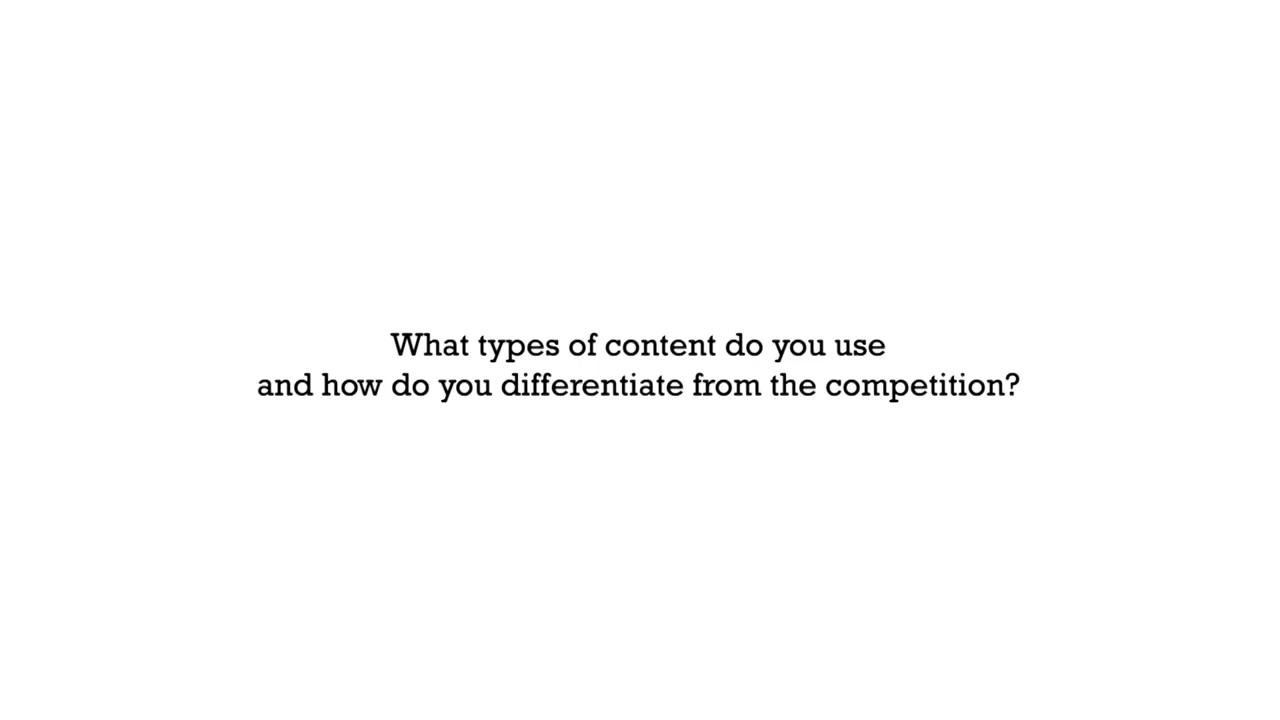 What types of content do you use
and how do you differentiate from the competition?